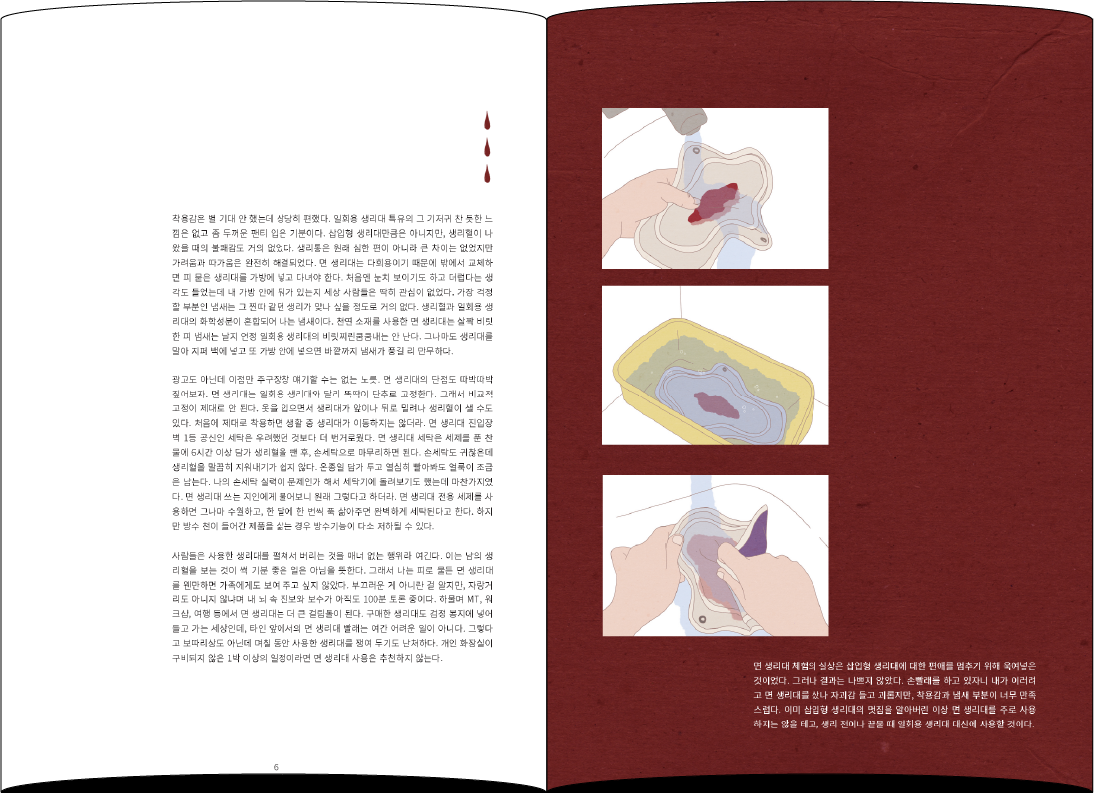 착용감은 별 기대 안 했는데 상당히 편했다. 일회용 생리대 특유의 그 기저귀 찬 듯한 느
낌은 없고 좀 두꺼운 팬티 입은 기분이다. 삽입형 생리대만큼은 아니지만, 생리혈이 나
왔을 때의 불쾌감도 거의 없었다. 생리통은 원래 심한 편이 아니라 큰 차이는 없었지만
가려움과 따가움은 완전히 해결되었다. 면 생리대는 다회용이기 때문에 밖에서 교체하
면 피 묻은 생리대를 가방에 넣고 다녀야 한다. 처음엔 눈치 보이기도 하고 더럽다는 생
각도 들었는데 내 가방 안에 뭐가 있는지 세상 사람들은 딱히 관심이 없었다. 가장 걱정
할 부분인 냄새는 그 찐따 같던 생리가 맞나 싶을 정도로 거의 없다. 생리혈과 일회용 생
리대의 화학성분이 혼합되어 나는 냄새이다. 천연 소재를 사용한 면 생리대는 살짝 비릿
한 피 냄새는 날지 언정 일회용 생리대의 비릿찌린쿰쿰내는 안 난다. 그나마도 생리대를
말아 지퍼 백에 넣고 또 가방 안에 넣으면 바깥까지 냄새가 풍길 리 만무하다.
광고도 아닌데 이점만 주구장창 얘기할 수는 없는 노릇. 면 생리대의 단점도 따박따박
짚어보자. 면 생리대는 일회용 생리대와 달리 똑딱이 단추로 고정한다. 그래서 비교적
고정이 제대로 안 된다. 옷을 입으면서 생리대가 앞이나 뒤로 밀려나 생리혈이 샐 수도
있다. 처음에 제대로 착용하면 생활 중 생리대가 이동하지는 않더라. 면 생리대 진입장
벽 1등 공신인 세탁은 우려했던 것보다 더 번거로웠다. 면 생리대 세탁은 세제를 푼 찬
물에 6시간 이상 담가 생리혈을 뺀 후, 손세탁으로 마무리하면 된다. 손세탁도 귀찮은데
생리혈을 말끔히 지워내기가 쉽지 않다. 온종일 담가 두고 열심히 빨아봐도 얼룩이 조금
은 남는다. 나의 손세탁 실력이 문제인가 해서 세탁기에 돌려보기도 했는데 마찬가지였
다. 면 생리대 쓰는 지인에게 물어보니 원래 그렇다고 하더라. 면 생리대 전용 세제를 사
용하면 그나마 수월하고, 한 달에 한 번씩 푹 삶아주면 완벽하게 세탁된다고 한다. 하지
만 방수 천이 들어간 제품을 삶는 경우 방수기능이 다소 저하될 수 있다.
사람들은 사용한 생리대를 펼쳐서 버리는 것을 매너 없는 행위라 여긴다. 이는 남의 생
리혈을 보는 것이 썩 기분 좋은 일은 아님을 뜻한다. 그래서 나는 피로 물든 면 생리대
를 웬만하면 가족에게도 보여 주고 싶지 않았다. 부끄러운 게 아니란 걸 알지만, 자랑거
리도 아니지 않냐며 내 뇌 속 진보와 보수가 아직도 100분 토론 중이다. 하물며 MT, 워
크샵, 여행 등에서 면 생리대는 더 큰 걸림돌이 된다. 구매한 생리대도 검정 봉지에 넣어
들고 가는 세상인데, 타인 앞에서의 면 생리대 빨래는 여간 어려운 일이 아니다. 그렇다
고 보따리상도 아닌데 며칠 동안 사용한 생리대를 쟁여 두기도 난처하다. 개인 화장실이
구비되지 않은 1박 이상의 일정이라면 면 생리대 사용은 추천하지 않는다.
6
면 생리대 체험의 실상은 삽입형 생리대에 대한 편애를 멈추기 위해 욱여넣은
것이었다. 그러나 결과는 나쁘지 않았다. 손빨래를 하고 있자니 내가 이러려
고 면 생리대를 샀나 자괴감 들고 괴롭지만, 착용감과 냄새 부분이 너무 만족
스럽다. 이미 삽입형 생리대의 멋짐을 알아버린 이상 면 생리대를 주로 사용
하지는 않을 테고, 생리 전이나 끝물 때 일회용 생리대 대신에 사용할 것이다.